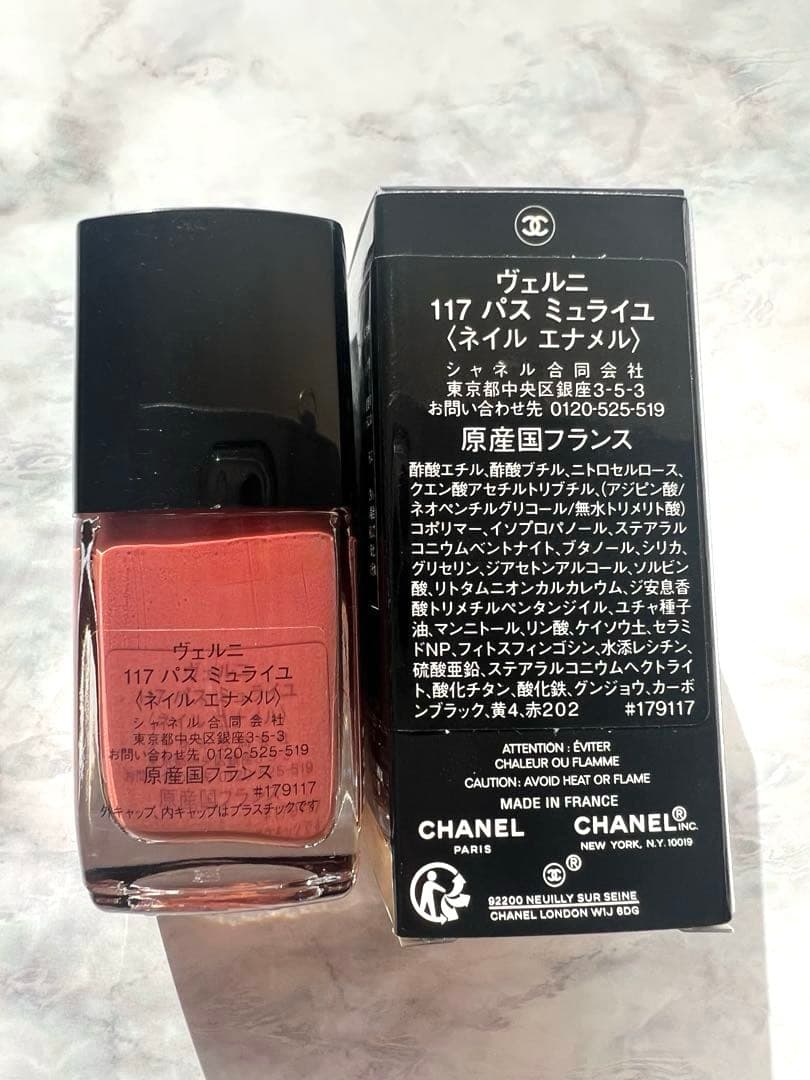 ヴェルニ
117 パス ミュライユ
〈ネイル エナメル〉
シャネル合同会社
東京都中央区銀座3-5-3
お問い合わせ先 0120-525-519
原産国フランス
#179117
外キャップ、内キャップはプラスチックです
ヴェルニ
117 パス ミュライユ
〈ネイル エナメル〉
シャネル合同会社
東京都中央区銀座3-5-3
お問い合わせ先 0120-525-519
原産国フランス
酢酸エチル、酢酸ブチル、ニトロセルロース、
クエン酸アセチルトリブチル、(アジピン酸/
ネオペンチルグリコール/無水トリメリト酸)
コポリマー、イソプロパノール、ステアラル
コニウムベントナイト、ブタノール、シリカ、
グリセリン、ジアセトンアルコール、ソルビン
酸、リトタムニオンカルカレウム、ジ安息香
酸トリメチルペンタンジイル、ユチャ種子
油、マンニトール、リン酸、ケイソウ土、セラミ
ドNP、フィトスフィンゴシン、水添レシチン、
硫酸亜鉛、ステアラルコニウムヘクトライ
ト、酸化チタン、酸化鉄、グンジョウ、カーボ
ンブラック、黄4、赤202 #179117
ATTENTION : ÉVITER
CHALEUR OU FLAMME
CAUTION: AVOID HEAT OR FLAME
MADE IN FRANCE
CHANEL
PARIS
CHANEL® INC.
NEW YORK, N.Y. 10019
®
92200 NEUILLY SUR SEINE
CHANEL LONDON W1J 6DG